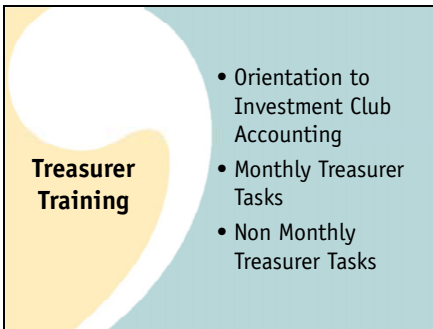 Treasurer
Training
• Orientation to
Investment Club
Accounting
• Monthly Treasurer
Tasks
• Non Monthly
Treasurer Tasks